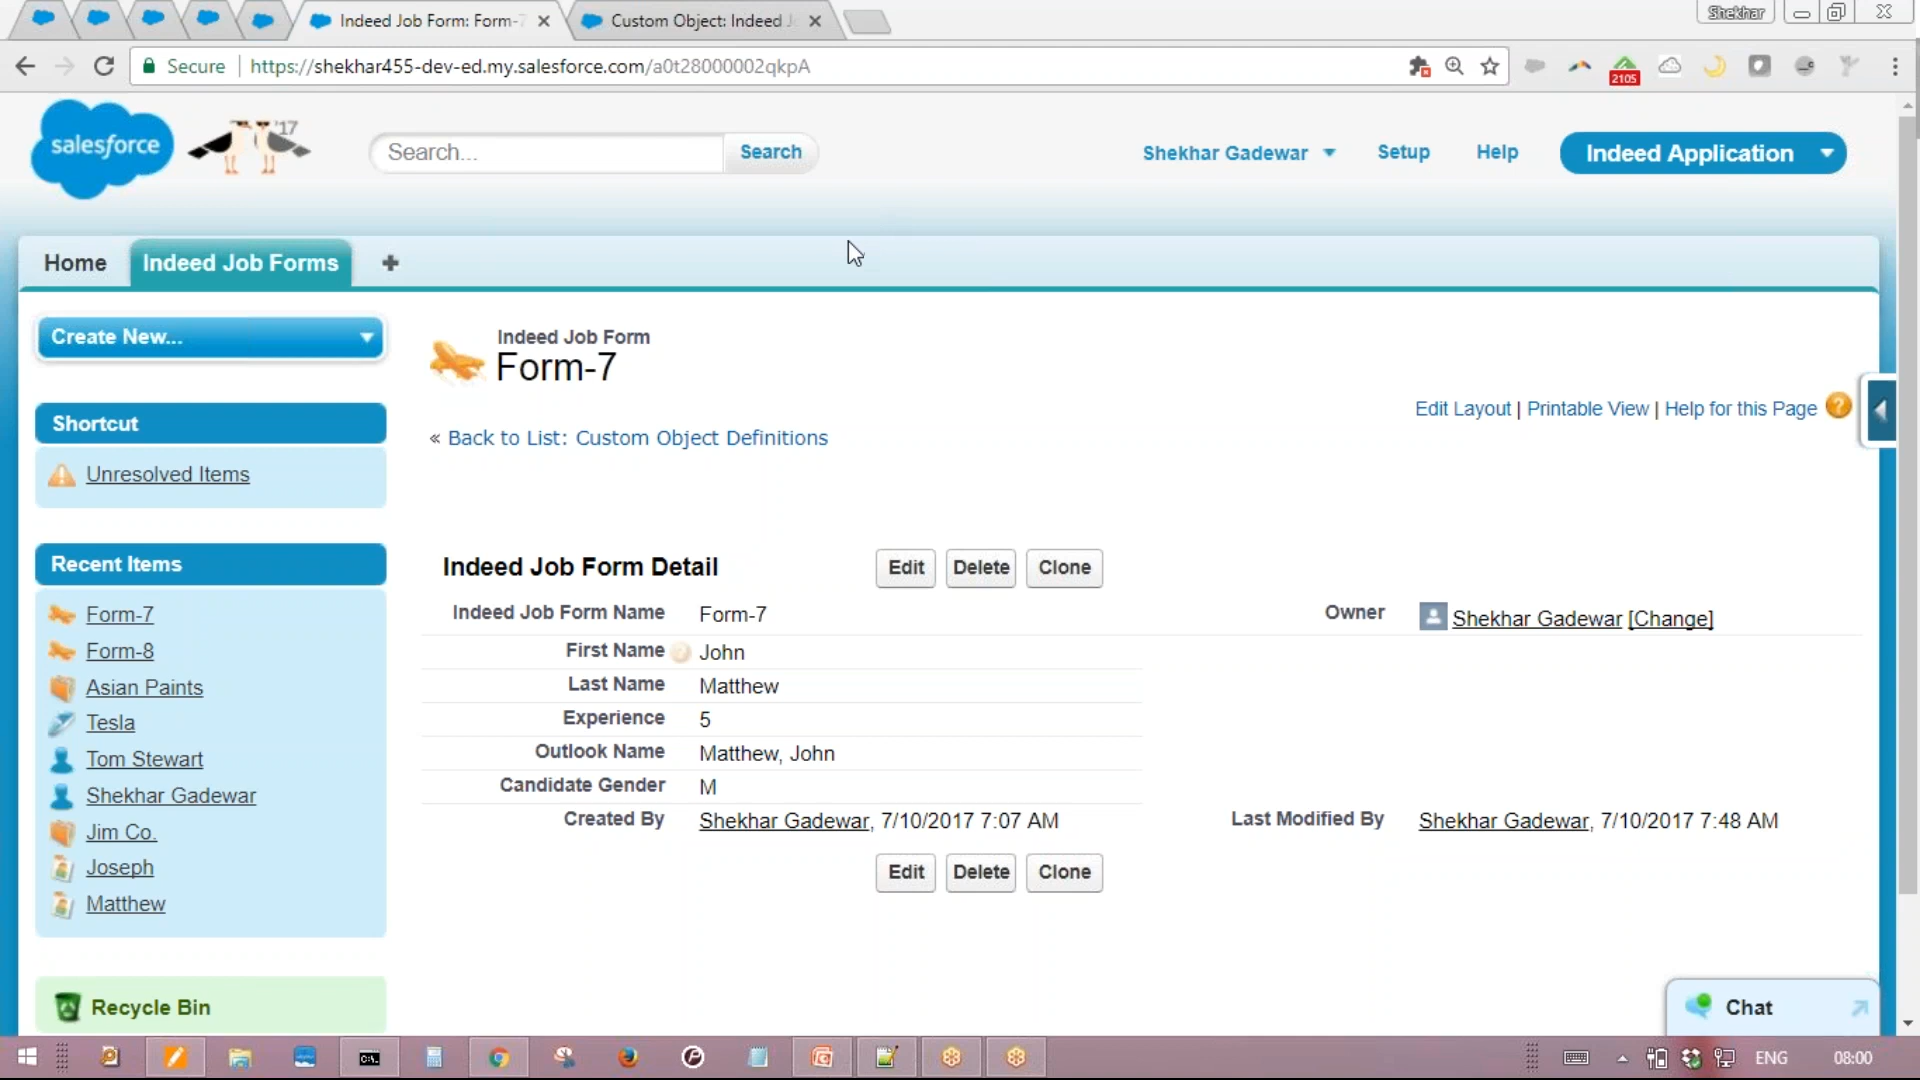 Indeed Job Form: Form-7
Custom Object: Indeed J
Shekhar
Secure
https://shekhar455-dev-ed.my.salesforce.com/a0t28000002qkpA
2105
salesforce
'17
Search...
Search
Shekhar Gadewar
Setup
Help
Indeed Application
Home
Indeed Job Forms
Create New...
Shortcut
Unresolved Items
Recent Items
Form-7
Form-8
Asian Paints
Tesla
Tom Stewart
Shekhar Gadewar
Jim Co.
Joseph
Matthew
Recycle Bin
Indeed Job Form
Form-7
Edit Layout | Printable View | Help for this Page ?
« Back to List: Custom Object Definitions
Indeed Job Form Detail
Edit
Delete
Clone
Indeed Job Form Name Form-7
Owner Shekhar Gadewar [Change]
First Name John
Last Name Matthew
Experience 5
Outlook Name Matthew, John
Candidate Gender M
Created By Shekhar Gadewar, 7/10/2017 7:07 AM
Last Modified By Shekhar Gadewar, 7/10/2017 7:48 AM
Edit
Delete
Clone
Chat
ENG
08:00